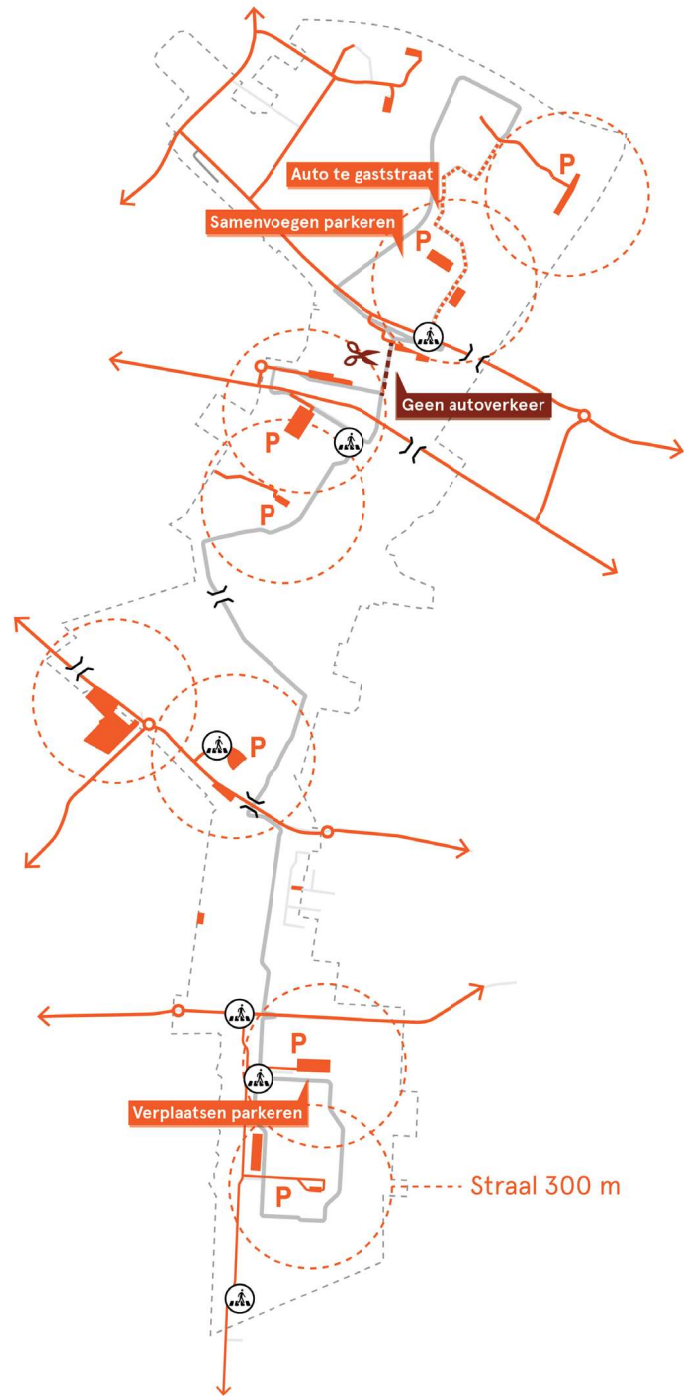 P
Auto te gaststraat
Samenvoegen parkeren
P
Geen autoverkeer
P
P
P
P
Verplaatsen parkeren
P
Straal 300 m